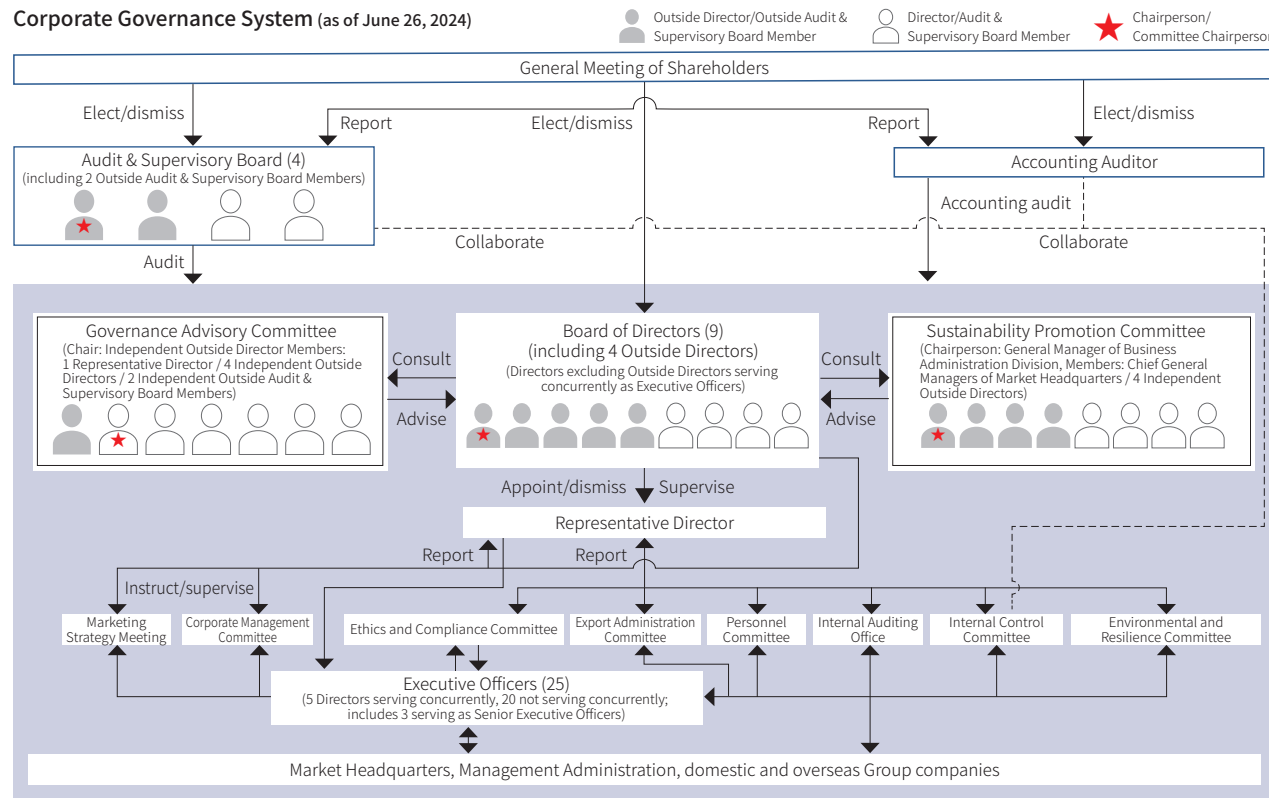 Corporate Governance System (as of June 26, 2024)
Outside Director/Outside Audit &
Supervisory Board Member
Director/Audit &
Supervisory Board Member
Chairperson/
Committee Chairperson
General Meeting of Shareholders
Elect/dismiss
Report
Elect/dismiss
Report
Elect/dismiss
Audit & Supervisory Board (4)
(including 2 Outside Audit & Supervisory Board Members)
Accounting Auditor
Accounting audit
Collaborate
Collaborate
Audit
Governance Advisory Committee
(Chair: Independent Outside Director Members:
1 Representative Director / 4 Independent Outside
Directors / 2 Independent Outside Audit &
Supervisory Board Members)
Consult
Advise
Board of Directors (9)
(including 4 Outside Directors)
(Directors excluding Outside Directors serving
concurrently as Executive Officers)
Consult
Advise
Sustainability Promotion Committee
(Chairperson: General Manager of Business
Administration Division, Members: Chief General
Managers of Market Headquarters / 4 Independent
Outside Directors)
Appoint/dismiss
Supervise
Representative Director
Report
Report
Instruct/supervise
Marketing
Strategy Meeting
Corporate Management
Committee
Ethics and Compliance Committee
Export Administration
Committee
Personnel
Committee
Internal Auditing
Office
Internal Control
Committee
Environmental and
Resilience Committee
Executive Officers (25)
(5 Directors serving concurrently, 20 not serving concurrently;
includes 3 serving as Senior Executive Officers)
Market Headquarters, Management Administration, domestic and overseas Group companies